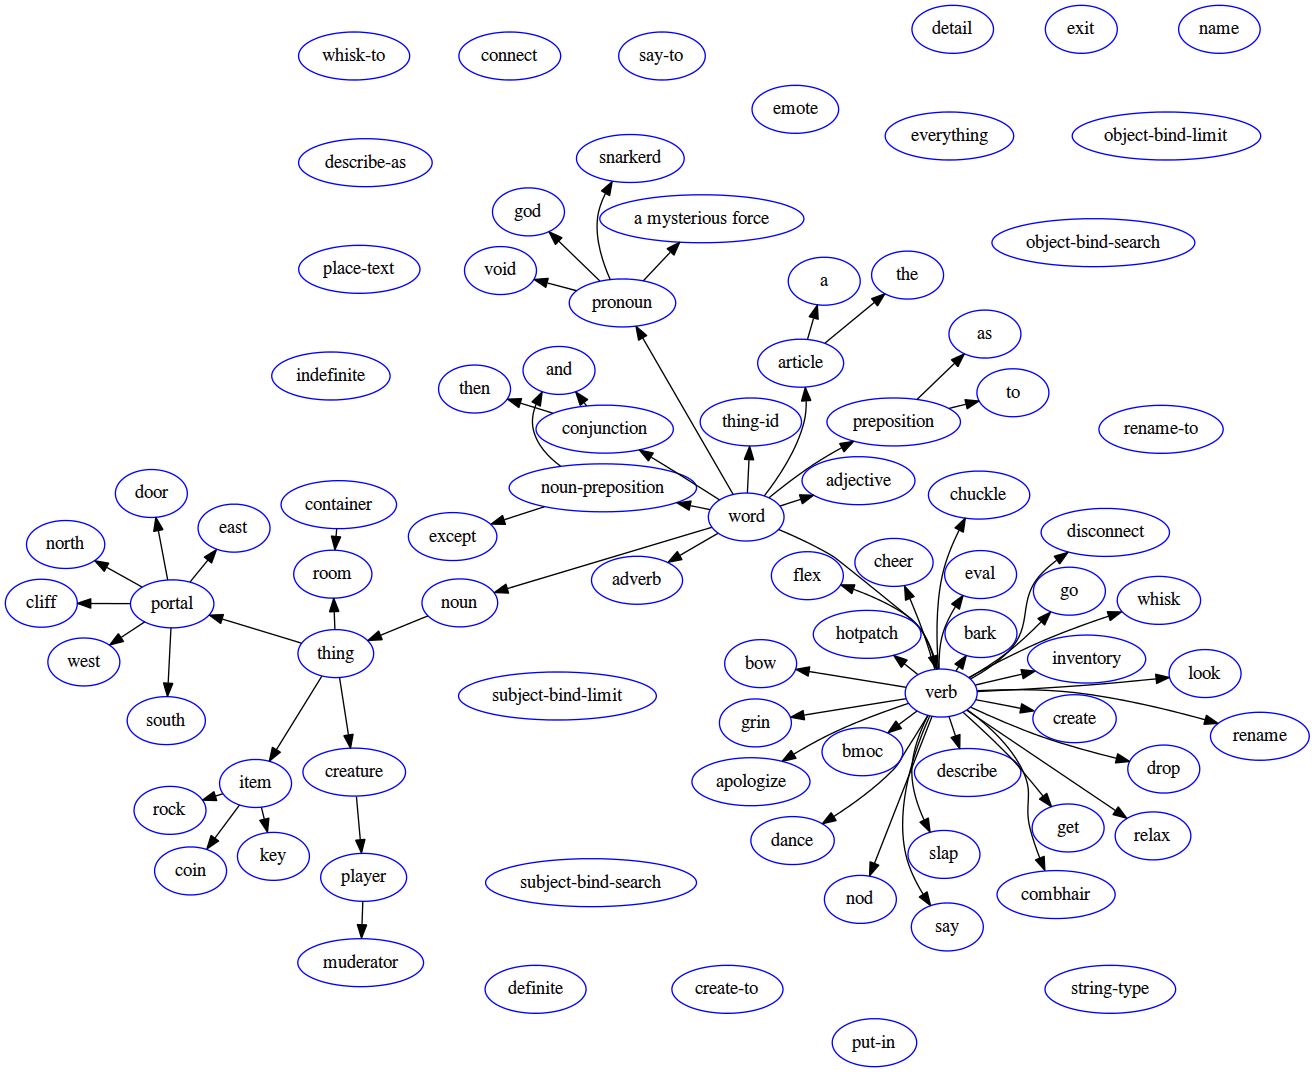 detail
exit
name
whisk-to
connect
say-to
emote
everything
object-bind-limit
describe-as
snarkerd
god
a mysterious force
object-bind-search
place-text
void
pronoun
a
the
as
article
indefinite
then
and
to
conjunction
thing-id
preposition
rename-to
noun-preposition
adjective
door
container
word
chuckle
east
except
disconnect
north
room
adverb
flex
cheer
eval
go
whisk
cliff
portal
noun
hotpatch
bark
west
thing
bow
inventory
look
subject-bind-limit
verb
south
grin
create
rename
bmoc
item
creature
apologize
describe
drop
rock
dance
get
relax
coin
key
player
slap
subject-bind-search
nod
combhair
say
muderator
definite
create-to
string-type
put-in